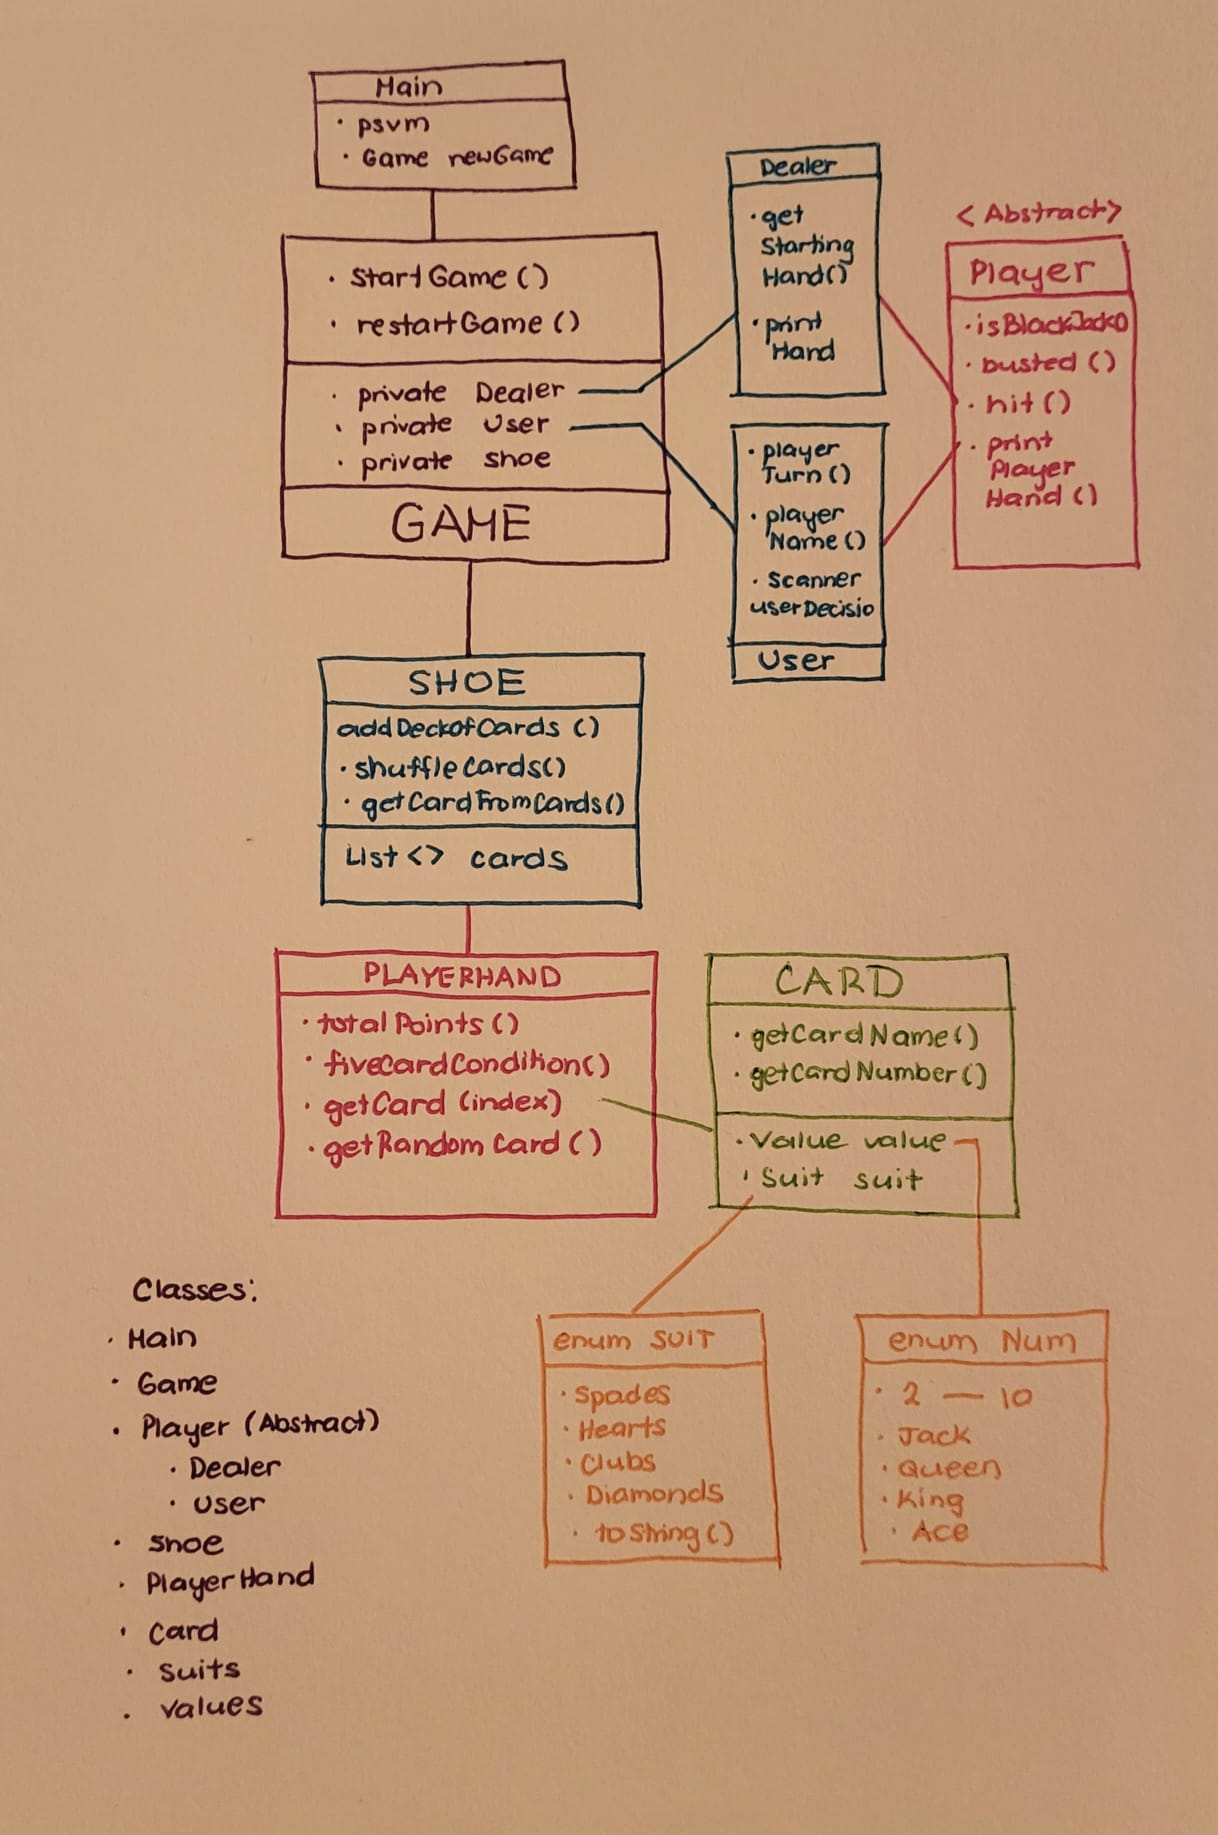 Main
· psvm
· Game newGame
· startGame ()
· restartGame ()
· private Dealer
· private User
· private shoe
GAME
Dealer
· get
Starting
Hand()
· print
Hand
<Abstract>
Player
· isBlackJack()
· busted ()
· hit ()
· print
Player
Hand ()
· player
Turn ()
· player
Name ()
· Scanner
userDecisio
User
SHOE
addDeckofCards ()
· shuffleCards()
· getCardFromCards()
List <> cards
PLAYERHAND
· totalPoints ()
· fiveCardCondition()
· getCard (index)
· getRandomCard ()
CARD
· getCardName()
· getCardNumber()
· Value value
· Suit suit
enum SUIT
· Spades
· Hearts
· Clubs
· Diamonds
· toString()
enum Num
· 2 — 10
· Jack
· Queen
· King
· Ace
Classes:
· Main
· Game
· Player (Abstract)
· Dealer
· User
· Shoe
· PlayerHand
· Card
· Suits
· Values